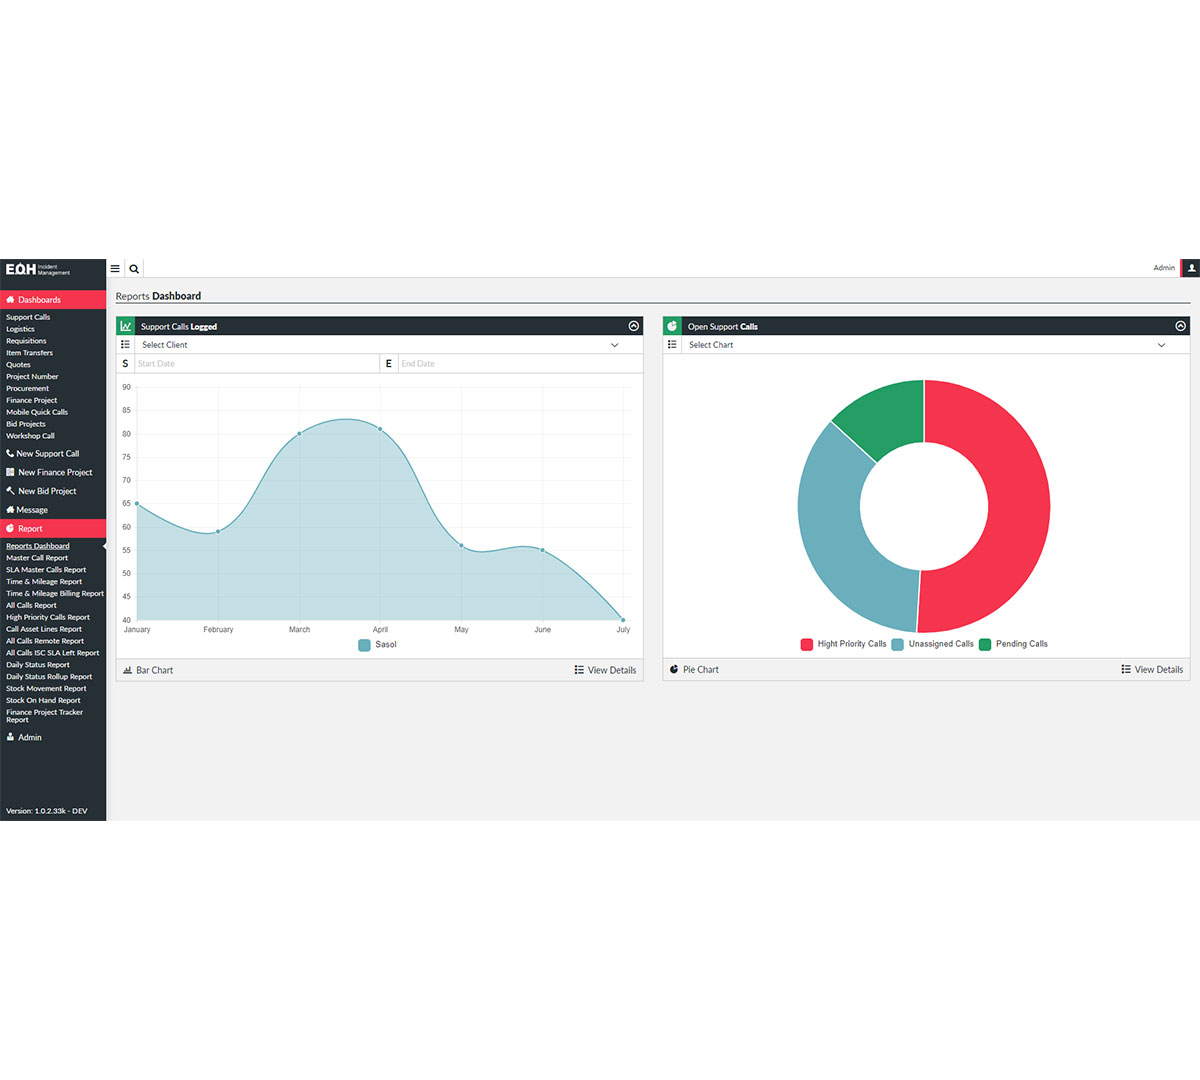 EOH Incident
Management
Admin
Dashboards
Support Calls
Logistics
Requisitions
Item Transfers
Quotes
Project Number
Procurement
Finance Project
Mobile Quick Calls
Bid Projects
Workshop Call
New Support Call
New Finance Project
New Bid Project
Message
Report
Reports Dashboard
Master Call Report
SLA Master Calls Report
Time & Mileage Report
Time & Mileage Billing Report
All Calls Report
High Priority Calls Report
Call Asset Lines Report
All Calls Remote Report
All Calls ISC SLA Left Report
Daily Status Report
Daily Status Rollup Report
Stock Movement Report
Stock On Hand Report
Finance Project Tracker
Report
Admin
Version: 1.0.2.33k - DEV
Reports Dashboard
Support Calls Logged
Select Client
S Start Date E End Date
90
85
80
75
70
65
60
55
50
45
40
January February March April May June July
Sasol
Bar Chart View Details
Open Support Calls
Select Chart
Hight Priority Calls Unassigned Calls Pending Calls
Pie Chart View Details